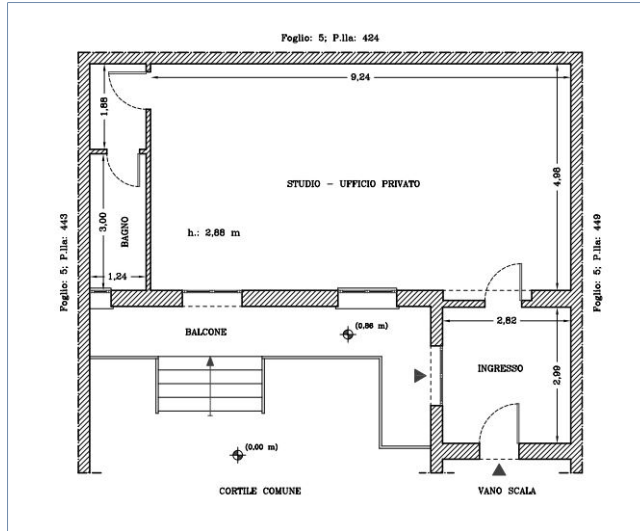 Foglio: 5; P.lla: 424
9,24
1,88
4,98
STUDIO – UFFICIO PRIVATO
3,00
BAGNO
h.: 2,88 m
Foglio: 5; P.lla: 443
Foglio: 5; P.lla: 449
1,24
2,82
BALCONE
(0,86 m)
INGRESSO
2,99
(0,00 m)
CORTILE COMUNE
VANO SCALA